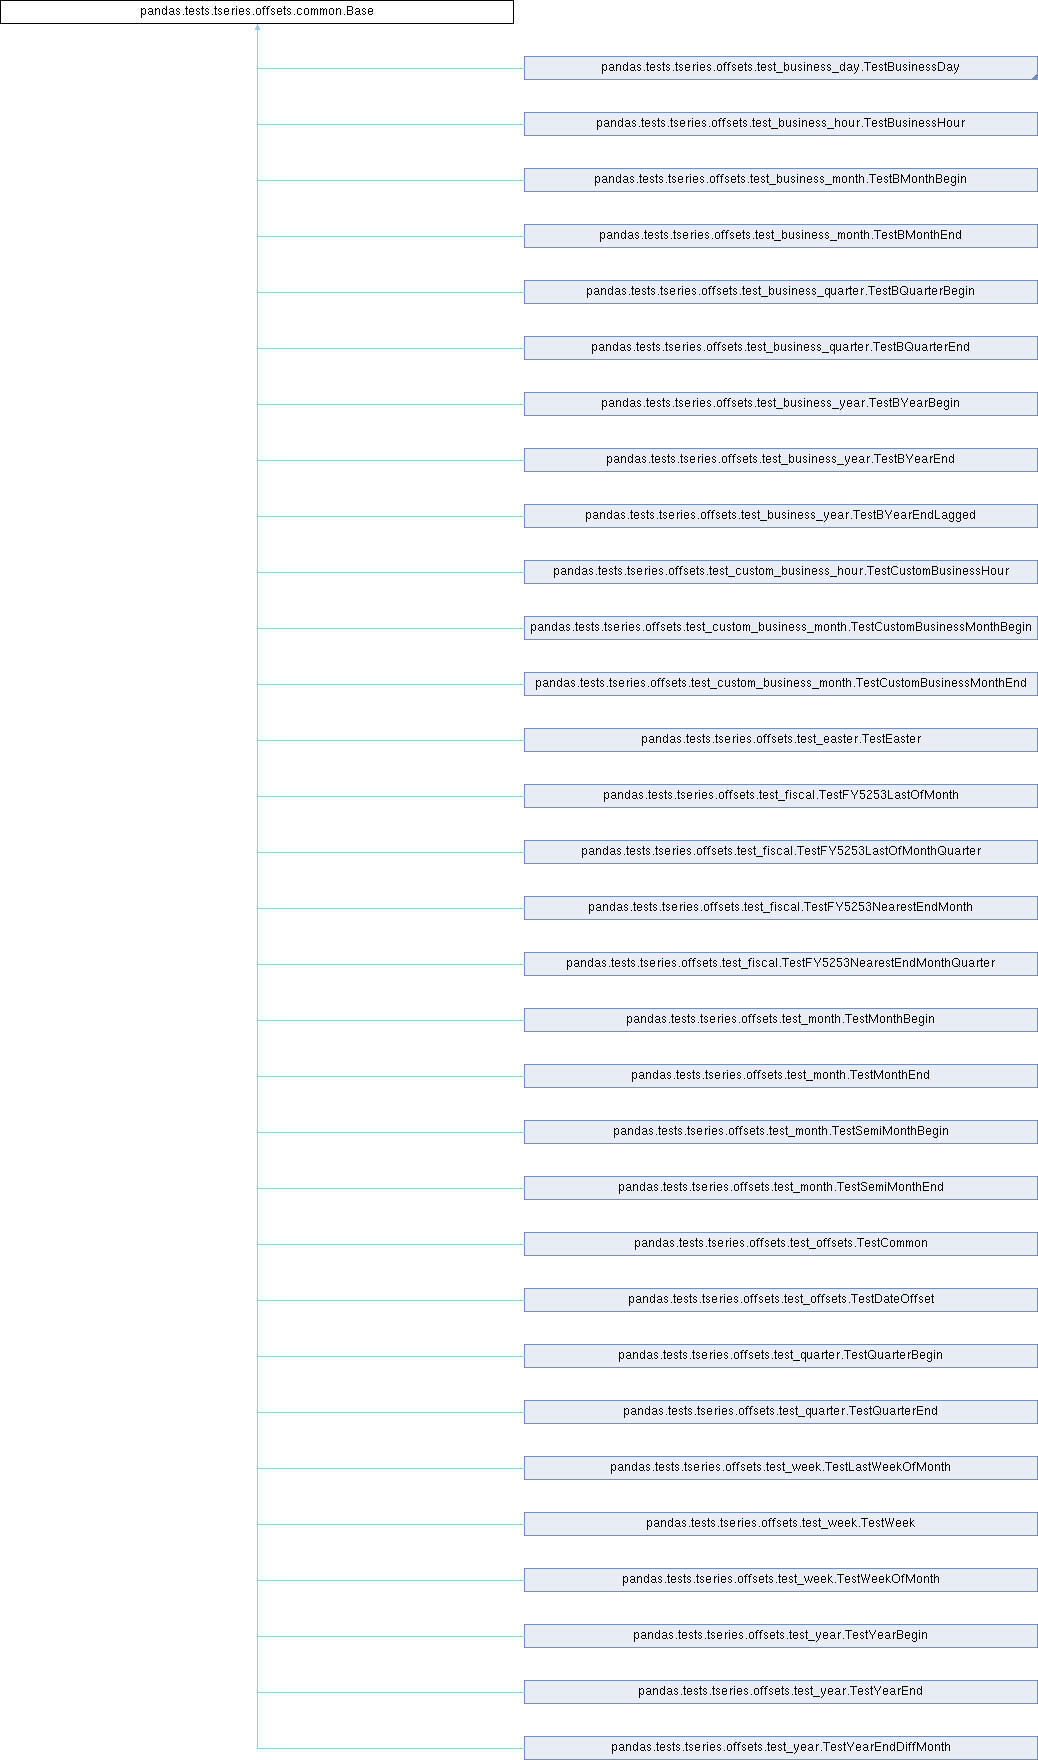 pandas.tests.tseries.offsets.common.Base
pandas.tests.tseries.offsets.test_business_day.TestBusinessDay
pandas.tests.tseries.offsets.test_business_hour.TestBusinessHour
pandas.tests.tseries.offsets.test_business_month.TestBMonthBegin
pandas.tests.tseries.offsets.test_business_month.TestBMonthEnd
pandas.tests.tseries.offsets.test_business_quarter.TestBQuarterBegin
pandas.tests.tseries.offsets.test_business_quarter.TestBQuarterEnd
pandas.tests.tseries.offsets.test_business_year.TestBYearBegin
pandas.tests.tseries.offsets.test_business_year.TestBYearEnd
pandas.tests.tseries.offsets.test_business_year.TestBYearEndLagged
pandas.tests.tseries.offsets.test_custom_business_hour.TestCustomBusinessHour
pandas.tests.tseries.offsets.test_custom_business_month.TestCustomBusinessMonthBegin
pandas.tests.tseries.offsets.test_custom_business_month.TestCustomBusinessMonthEnd
pandas.tests.tseries.offsets.test_easter.TestEaster
pandas.tests.tseries.offsets.test_fiscal.TestFY5253LastOfMonth
pandas.tests.tseries.offsets.test_fiscal.TestFY5253LastOfMonthQuarter
pandas.tests.tseries.offsets.test_fiscal.TestFY5253NearestEndMonth
pandas.tests.tseries.offsets.test_fiscal.TestFY5253NearestEndMonthQuarter
pandas.tests.tseries.offsets.test_month.TestMonthBegin
pandas.tests.tseries.offsets.test_month.TestMonthEnd
pandas.tests.tseries.offsets.test_month.TestSemiMonthBegin
pandas.tests.tseries.offsets.test_month.TestSemiMonthEnd
pandas.tests.tseries.offsets.test_offsets.TestCommon
pandas.tests.tseries.offsets.test_offsets.TestDateOffset
pandas.tests.tseries.offsets.test_quarter.TestQuarterBegin
pandas.tests.tseries.offsets.test_quarter.TestQuarterEnd
pandas.tests.tseries.offsets.test_week.TestLastWeekOfMonth
pandas.tests.tseries.offsets.test_week.TestWeek
pandas.tests.tseries.offsets.test_week.TestWeekOfMonth
pandas.tests.tseries.offsets.test_year.TestYearBegin
pandas.tests.tseries.offsets.test_year.TestYearEnd
pandas.tests.tseries.offsets.test_year.TestYearEndDiffMonth